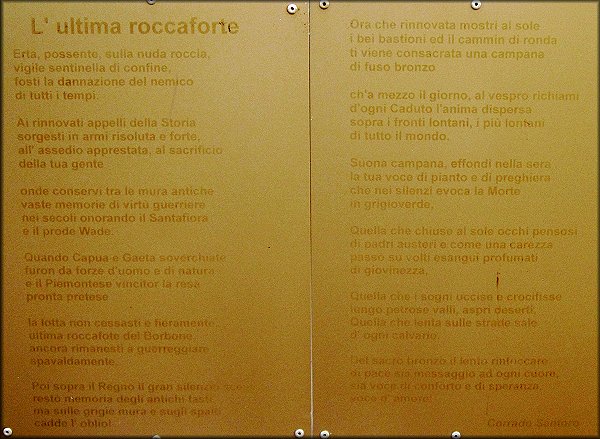 L' ultima roccaforte
Erta, possente, sulla nuda roccia,
vigile sentinella di confine,
fosti la dannazione del nemico
di tutti i tempi.
Ai rinnovati appelli della Storia
sorgesti in armi risoluta e forte,
all' assedio apprestata, al sacrificio
della tua gente
onde conservi tra le mura antiche
vaste memorie di virtù guerriere
nei secoli onorando il Santafiora
e il prode Wade.
Quando Capua e Gaeta soverchiate
furon da forze d'uomo e di natura
e il Piemontese vincitor la resa
pronta pretese
la lotta non cessasti e fieramente,
ultima roccafote del Borbone,
ancora rimanesti a guerreggiare
spavaldamente.
Poi sopra il Regno il gran silenzio
restò memoria degli antichi fasti
ma sulle grigie mura e sugli spalti
cadde l' oblio!
Ora che rinnovata mostri al sole
i bei bastioni ed il cammin di ronda
ti viene consacrata una campana
di fuso bronzo
ch'a mezzo il giorno, al vespro richiami
d'ogni Caduto l'anima dispersa
sopra i fronti lontani, i più lontani
di tutto il mondo.
Suona campana, effondi nella sera
la tua voce di pianto e di preghiera
che nei silenzi evoca la Morte
in grigioverde,
Quella che chiuse al sole occhi pensosi
di padri austeri e come una carezza
passò su volti esangui profumati
di giovinezza,
Quella che i sogni uccise e crocifisse
lungo petrose valli, aspri deserti,
Quella che lenta sulle strade sale
d' ogni calvario
Del sacro bronzo il lento rintoccare
di pace sia messaggio ad ogni cuore,
sia voce di conforto e di speranza,
voce d' amore!
Corrado Santoro